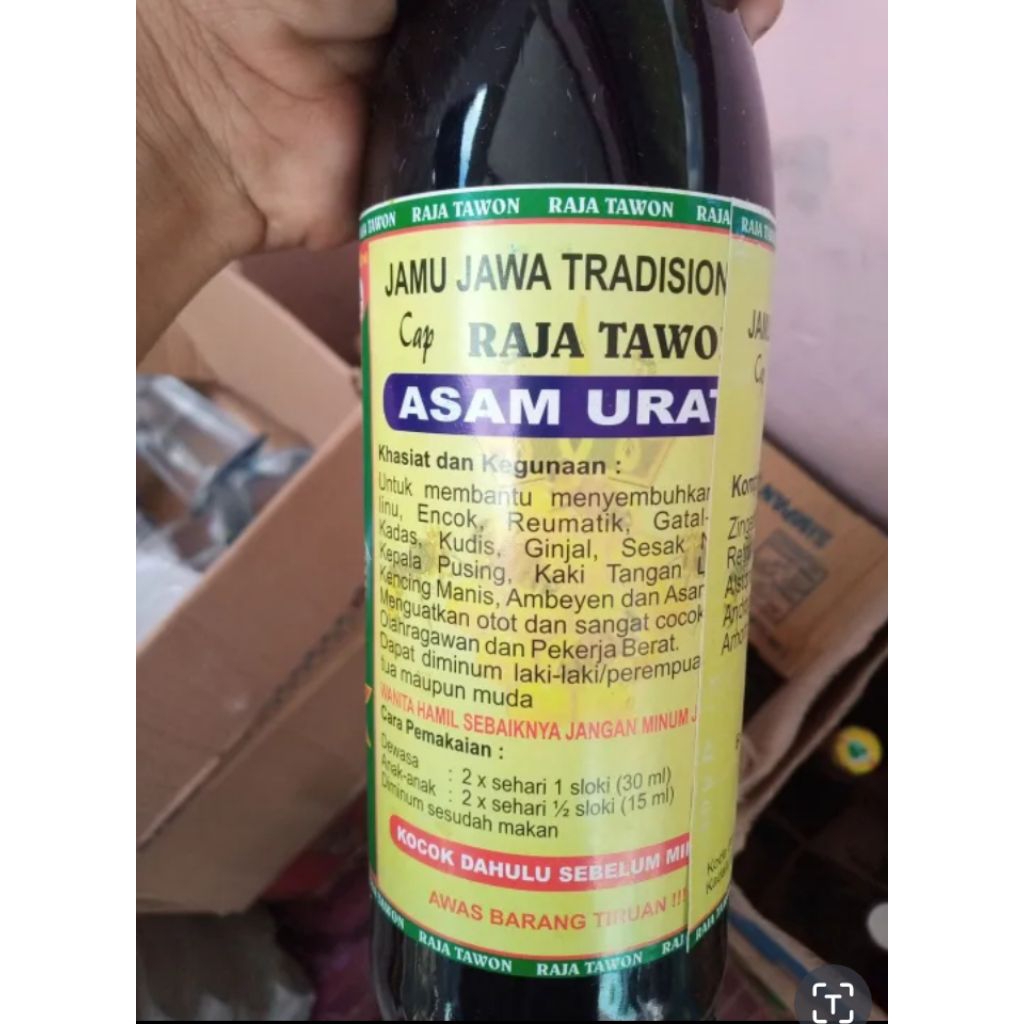 RAJA TAWON RAJA TAWON RAJA
JAMU JAWA TRADISION
Cap RAJA TAWO
ASAM URAT
Khasiat dan Kegunaan :
Untuk membantu menyembuhkan
linu, Encok, Reumatik, Gatal-
Kadas, Kudis, Ginjal, Sesak N
Kepala Pusing, Kaki Tangan L
Kencing Manis, Ambeyen dan Asam
Menguatkan otot dan sangat cocok
Olahragawan dan Pekerja Berat.
Dapat diminum laki-laki/perempua
tua maupun muda
WANITA HAMIL SEBAIKNYA JANGAN MINUM J
Cara Pemakaian :
Dewasa : 2 x sehari 1 sloki (30 ml)
Anak-anak : 2 x sehari ½ sloki (15 ml)
Diminum sesudah makan
KOCOK DAHULU SEBELUM MI
AWAS BARANG TIRUAN !!!
TAWON RAJA TAWON RAJA TAWON RAJ
SIMPAN